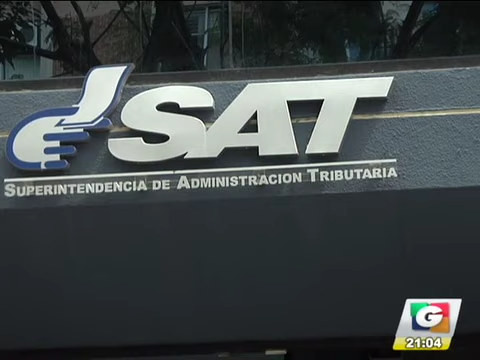 SAT
SUPERINTENDENCIA DE ADMINISTRACION TRIBUTARIA
G
21:04